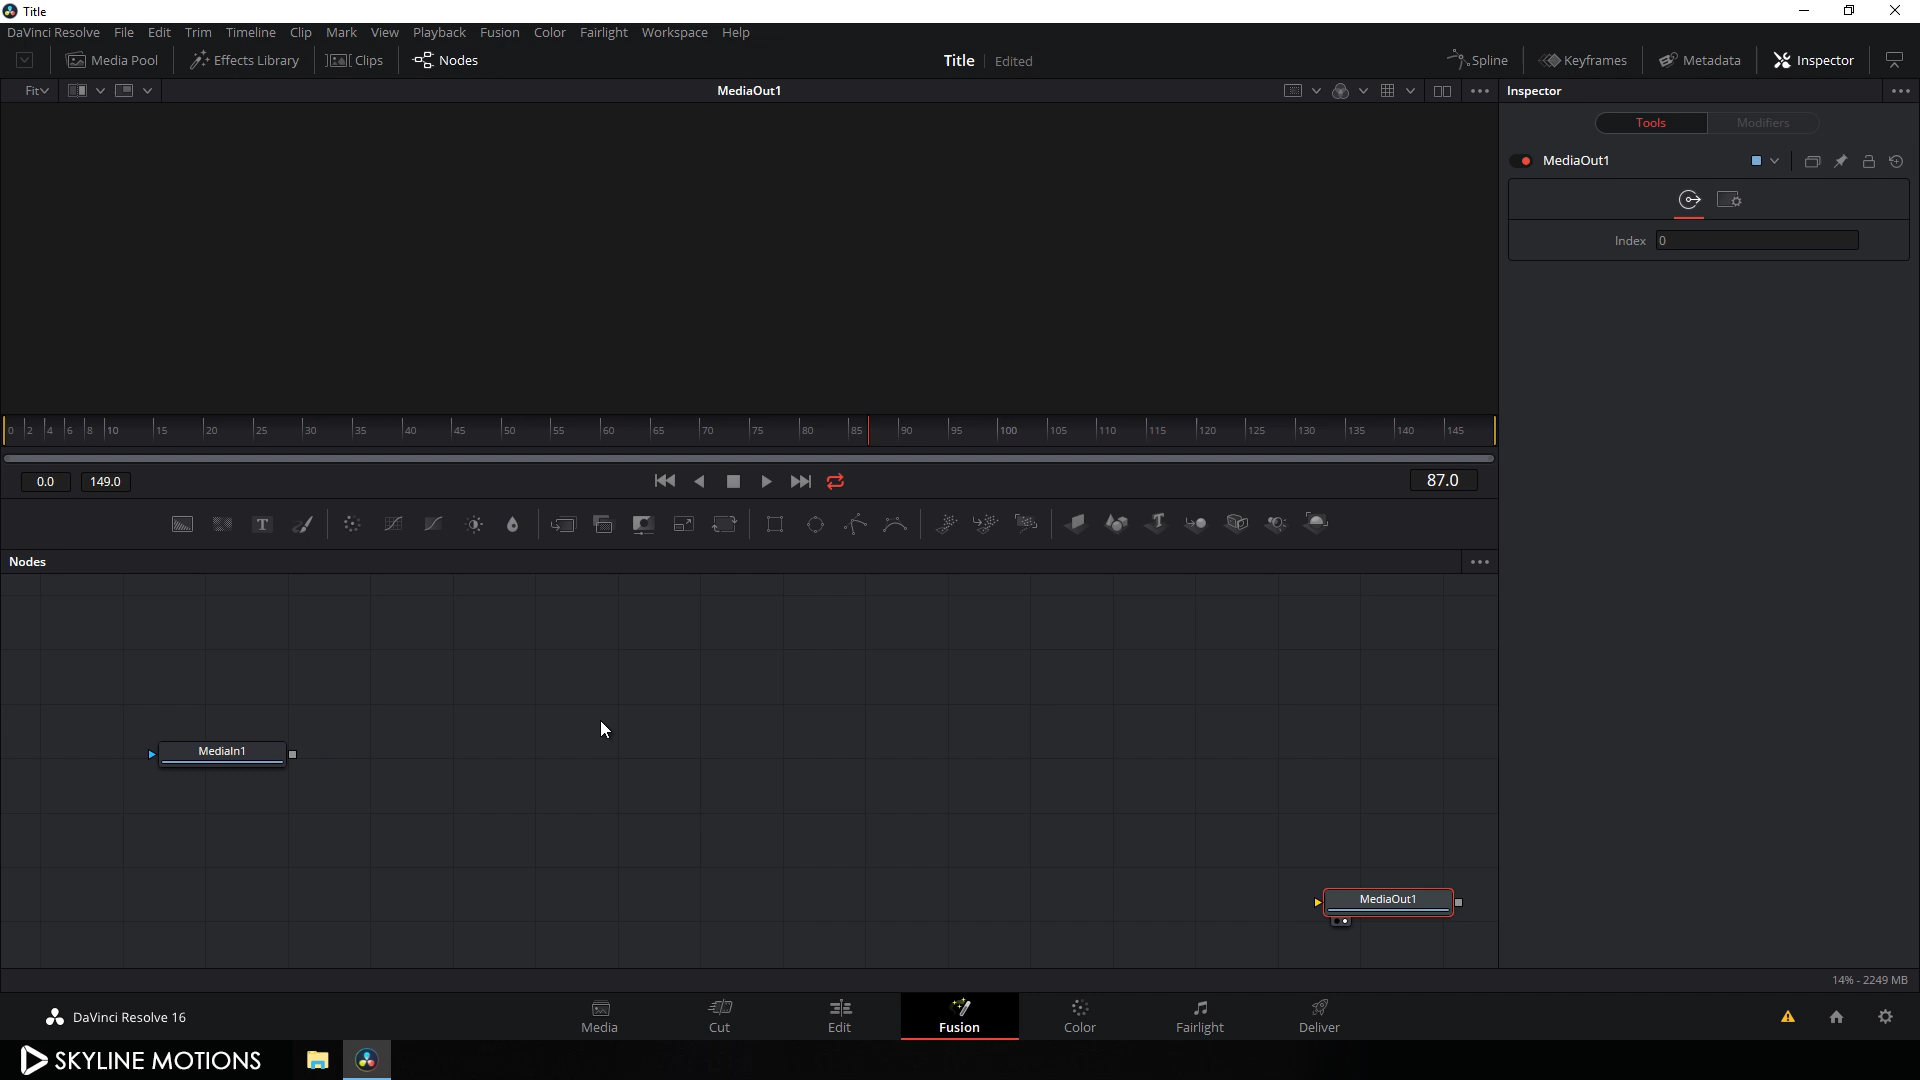 Title
DaVinci Resolve File Edit Trim Timeline Clip Mark View Playback Fusion Color Fairlight Workspace Help
Media Pool Effects Library Clips Nodes Title Edited Spline Keyframes Metadata Inspector
Fit MediaOut1 Inspector
Tools Modifiers
MediaOut1
Index 0
0 2 4 6 8 10 15 20 25 30 35 40 45 50 55 60 65 70 75 80 85 90 95 100 105 110 115 120 125 130 135 140 145
0.0 149.0 87.0
T
Nodes
MediaIn1
MediaOut1
14% - 2249 MB
DaVinci Resolve 16 Media Cut Edit Fusion Color Fairlight Deliver
SKYLINE MOTIONS